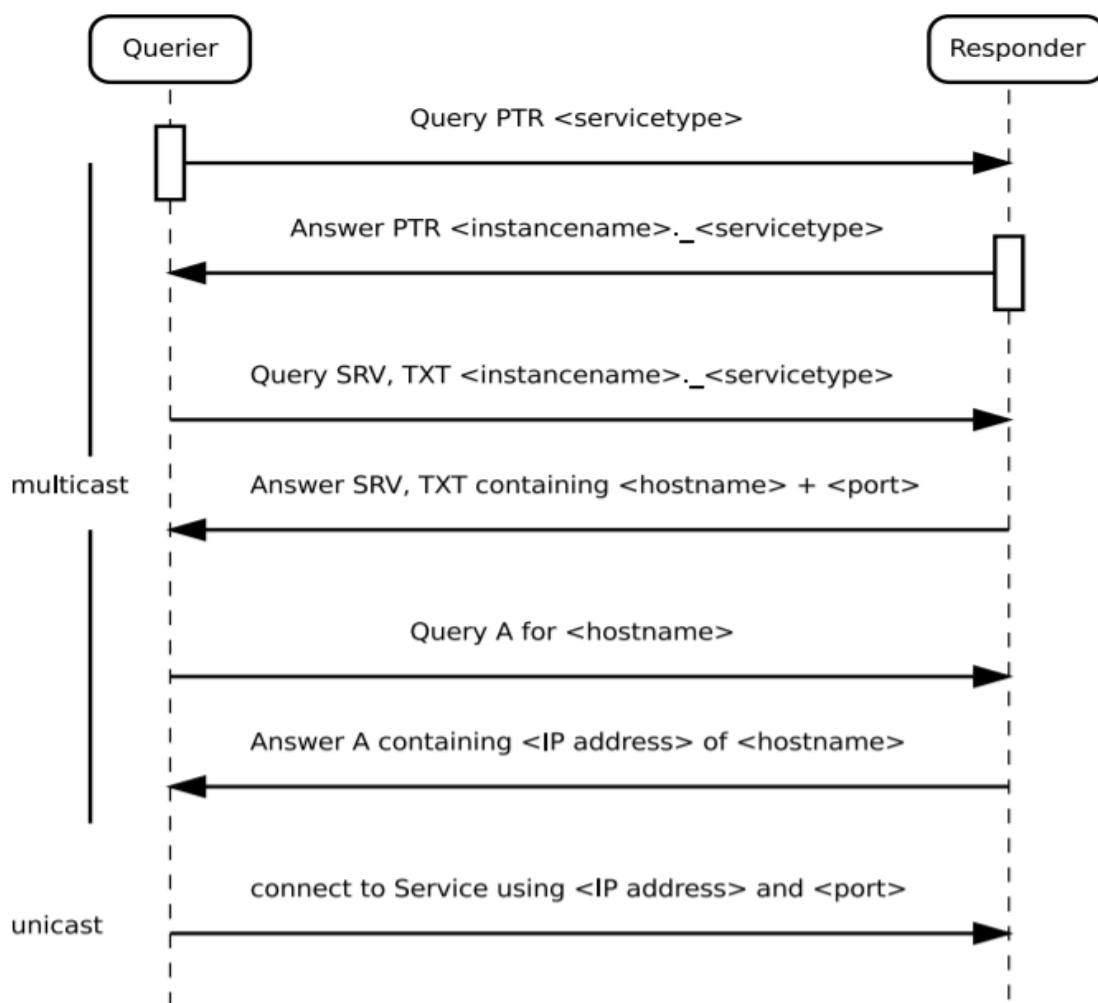 Querier
Responder
Query PTR <servicetype>
Answer PTR <instancename>._<servicetype>
Query SRV, TXT <instancename>._<servicetype>
multicast
Answer SRV, TXT containing <hostname> + <port>
Query A for <hostname>
Answer A containing <IP address> of <hostname>
connect to Service using <IP address> and <port>
unicast